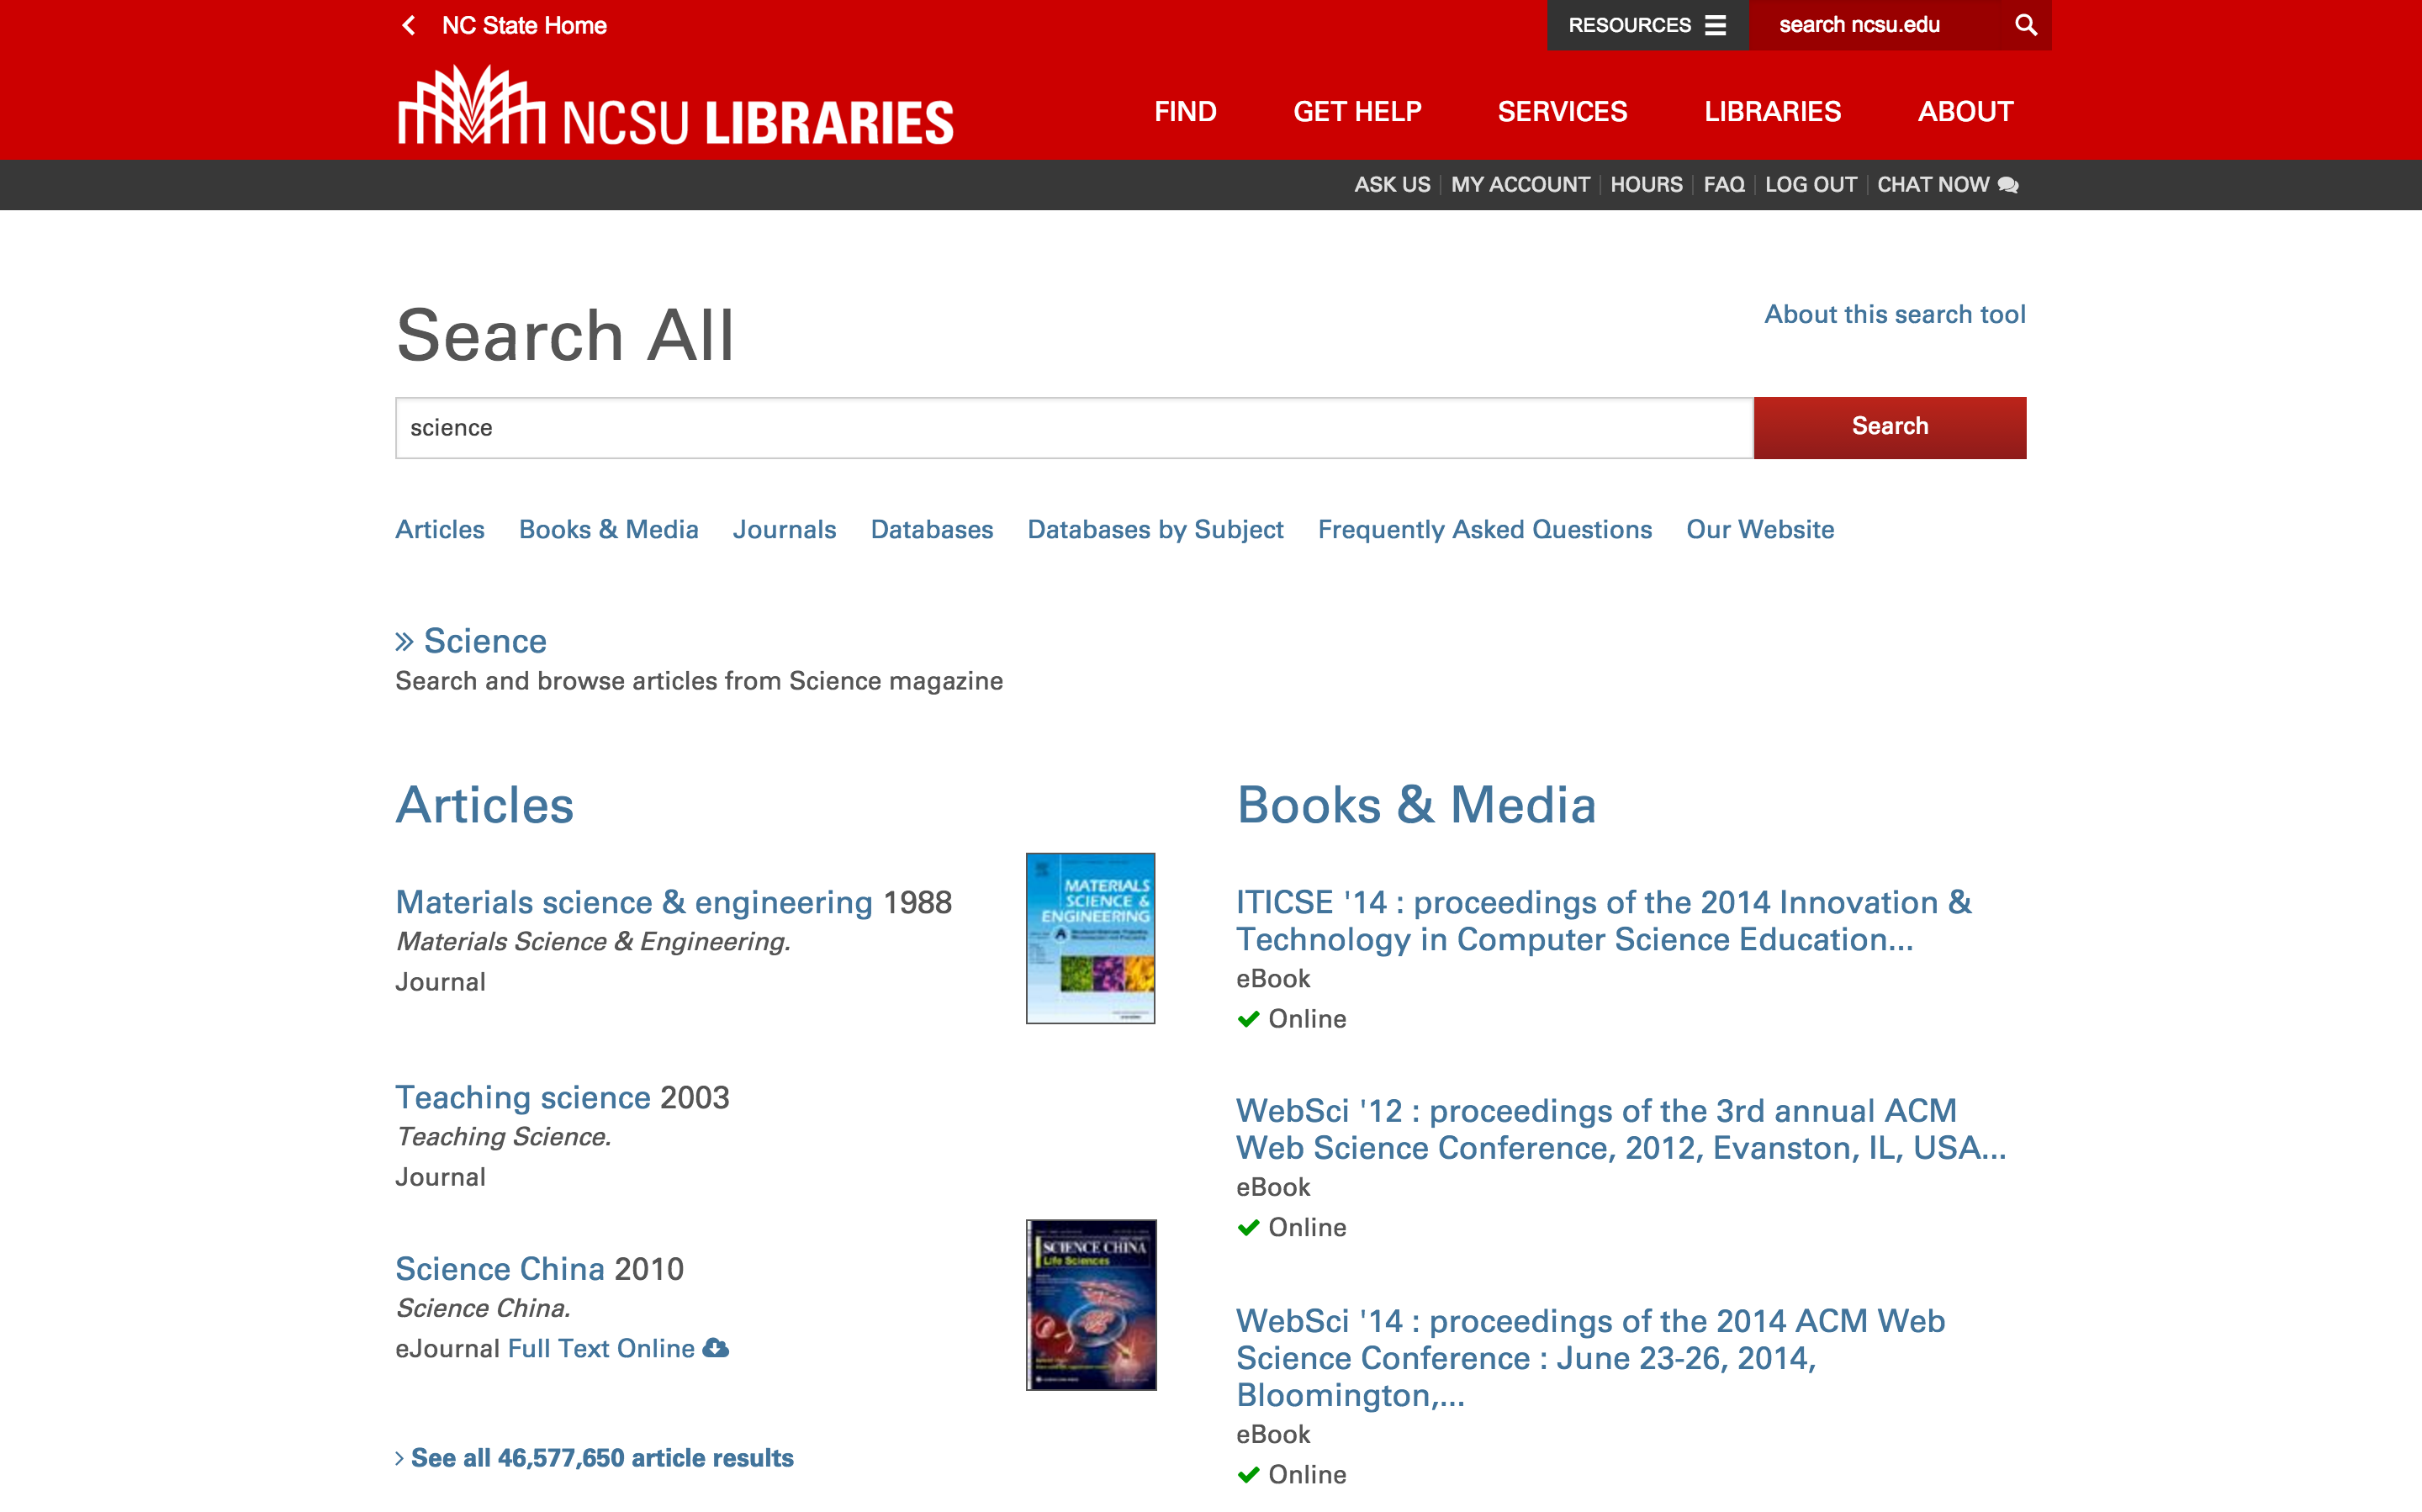 NC State Home
RESOURCES
search ncsu.edu
NCSU LIBRARIES
FIND
GET HELP
SERVICES
LIBRARIES
ABOUT
ASK US
MY ACCOUNT
HOURS
FAQ
LOG OUT
CHAT NOW
Search All
About this search tool
science
Search
Articles
Books & Media
Journals
Databases
Databases by Subject
Frequently Asked Questions
Our Website
» Science
Search and browse articles from Science magazine
Articles
Materials science & engineering 1988
Materials Science & Engineering.
Journal
MATERIALS
SCIENCE &
ENGINEERING
A
Teaching science 2003
Teaching Science.
Journal
Science China 2010
Science China.
eJournal Full Text Online
SCIENCE CHINA
Life Sciences
› See all 46,577,650 article results
Books & Media
ITICSE '14 : proceedings of the 2014 Innovation &
Technology in Computer Science Education...
eBook
Online
WebSci '12 : proceedings of the 3rd annual ACM
Web Science Conference, 2012, Evanston, IL, USA...
eBook
Online
WebSci '14 : proceedings of the 2014 ACM Web
Science Conference : June 23-26, 2014,
Bloomington,...
eBook
Online